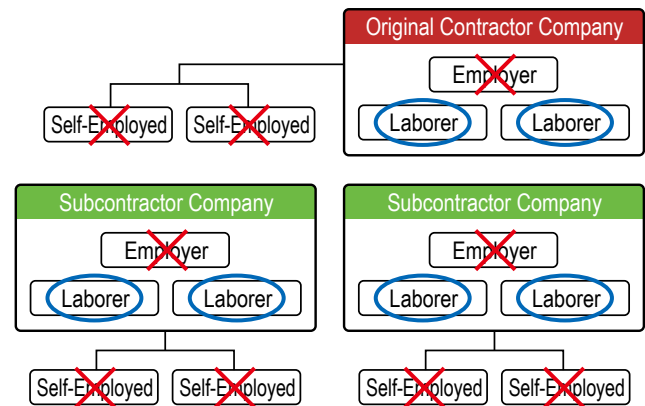 Original Contractor Company
Employer
Laborer
Laborer
Self-Employed
Self-Employed
Subcontractor Company
Employer
Laborer
Laborer
Self-Employed
Self-Employed
Subcontractor Company
Employer
Laborer
Laborer
Self-Employed
Self-Employed